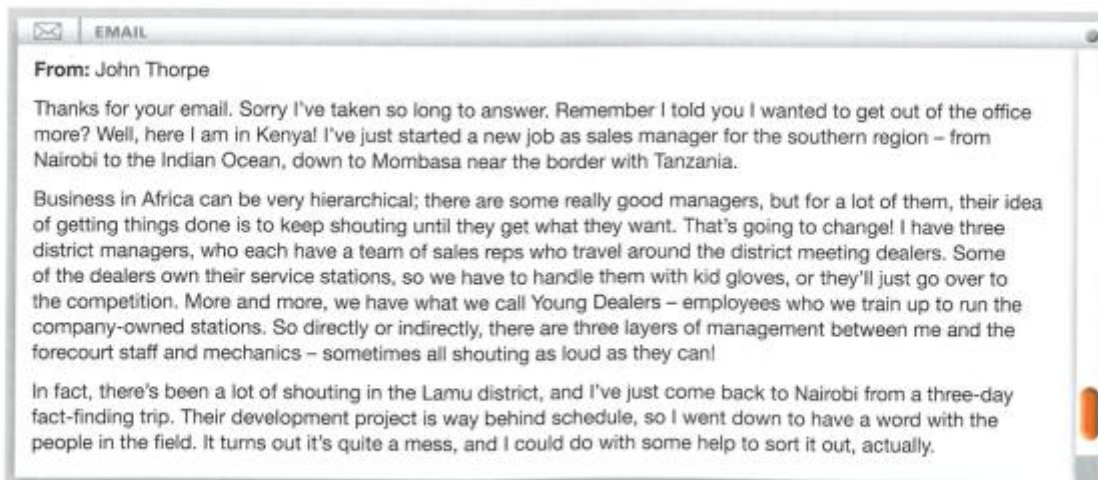 EMAIL
From: John Thorpe
Thanks for your email. Sorry I've taken so long to answer. Remember I told you I wanted to get out of the office
more? Well, here I am in Kenya! I've just started a new job as sales manager for the southern region – from
Nairobi to the Indian Ocean, down to Mombasa near the border with Tanzania.
Business in Africa can be very hierarchical; there are some really good managers, but for a lot of them, their idea
of getting things done is to keep shouting until they get what they want. That's going to change! I have three
district managers, who each have a team of sales reps who travel around the district meeting dealers. Some
of the dealers own their service stations, so we have to handle them with kid gloves, or they'll just go over to
the competition. More and more, we have what we call Young Dealers – employees who we train up to run the
company-owned stations. So directly or indirectly, there are three layers of management between me and the
forecourt staff and mechanics – sometimes all shouting as loud as they can!
In fact, there's been a lot of shouting in the Lamu district, and I've just come back to Nairobi from a three-day
fact-finding trip. Their development project is way behind schedule, so I went down to have a word with the
people in the field. It turns out it's quite a mess, and I could do with some help to sort it out, actually.